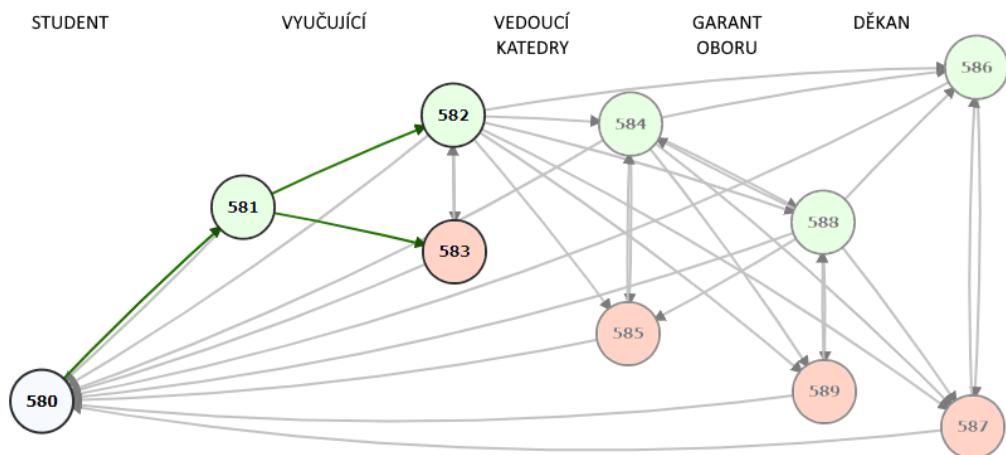 STUDENT
VYUČUJÍCÍ
VEDOUCÍ
KATEDRY
GARANT
OBORU
DĚKAN
586
582
584
581
588
583
585
580
589
587